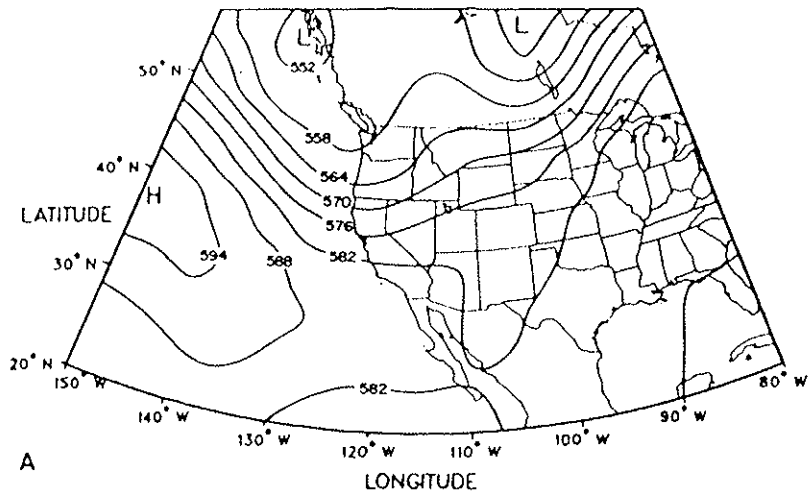 L
L
552
50° N
558
40° N
564
H
570
LATITUDE
576
594
588
582
30° N
20° N
150° W
582
80° W
140° W
90° W
130° W
100° W
120° W
110° W
A
LONGITUDE